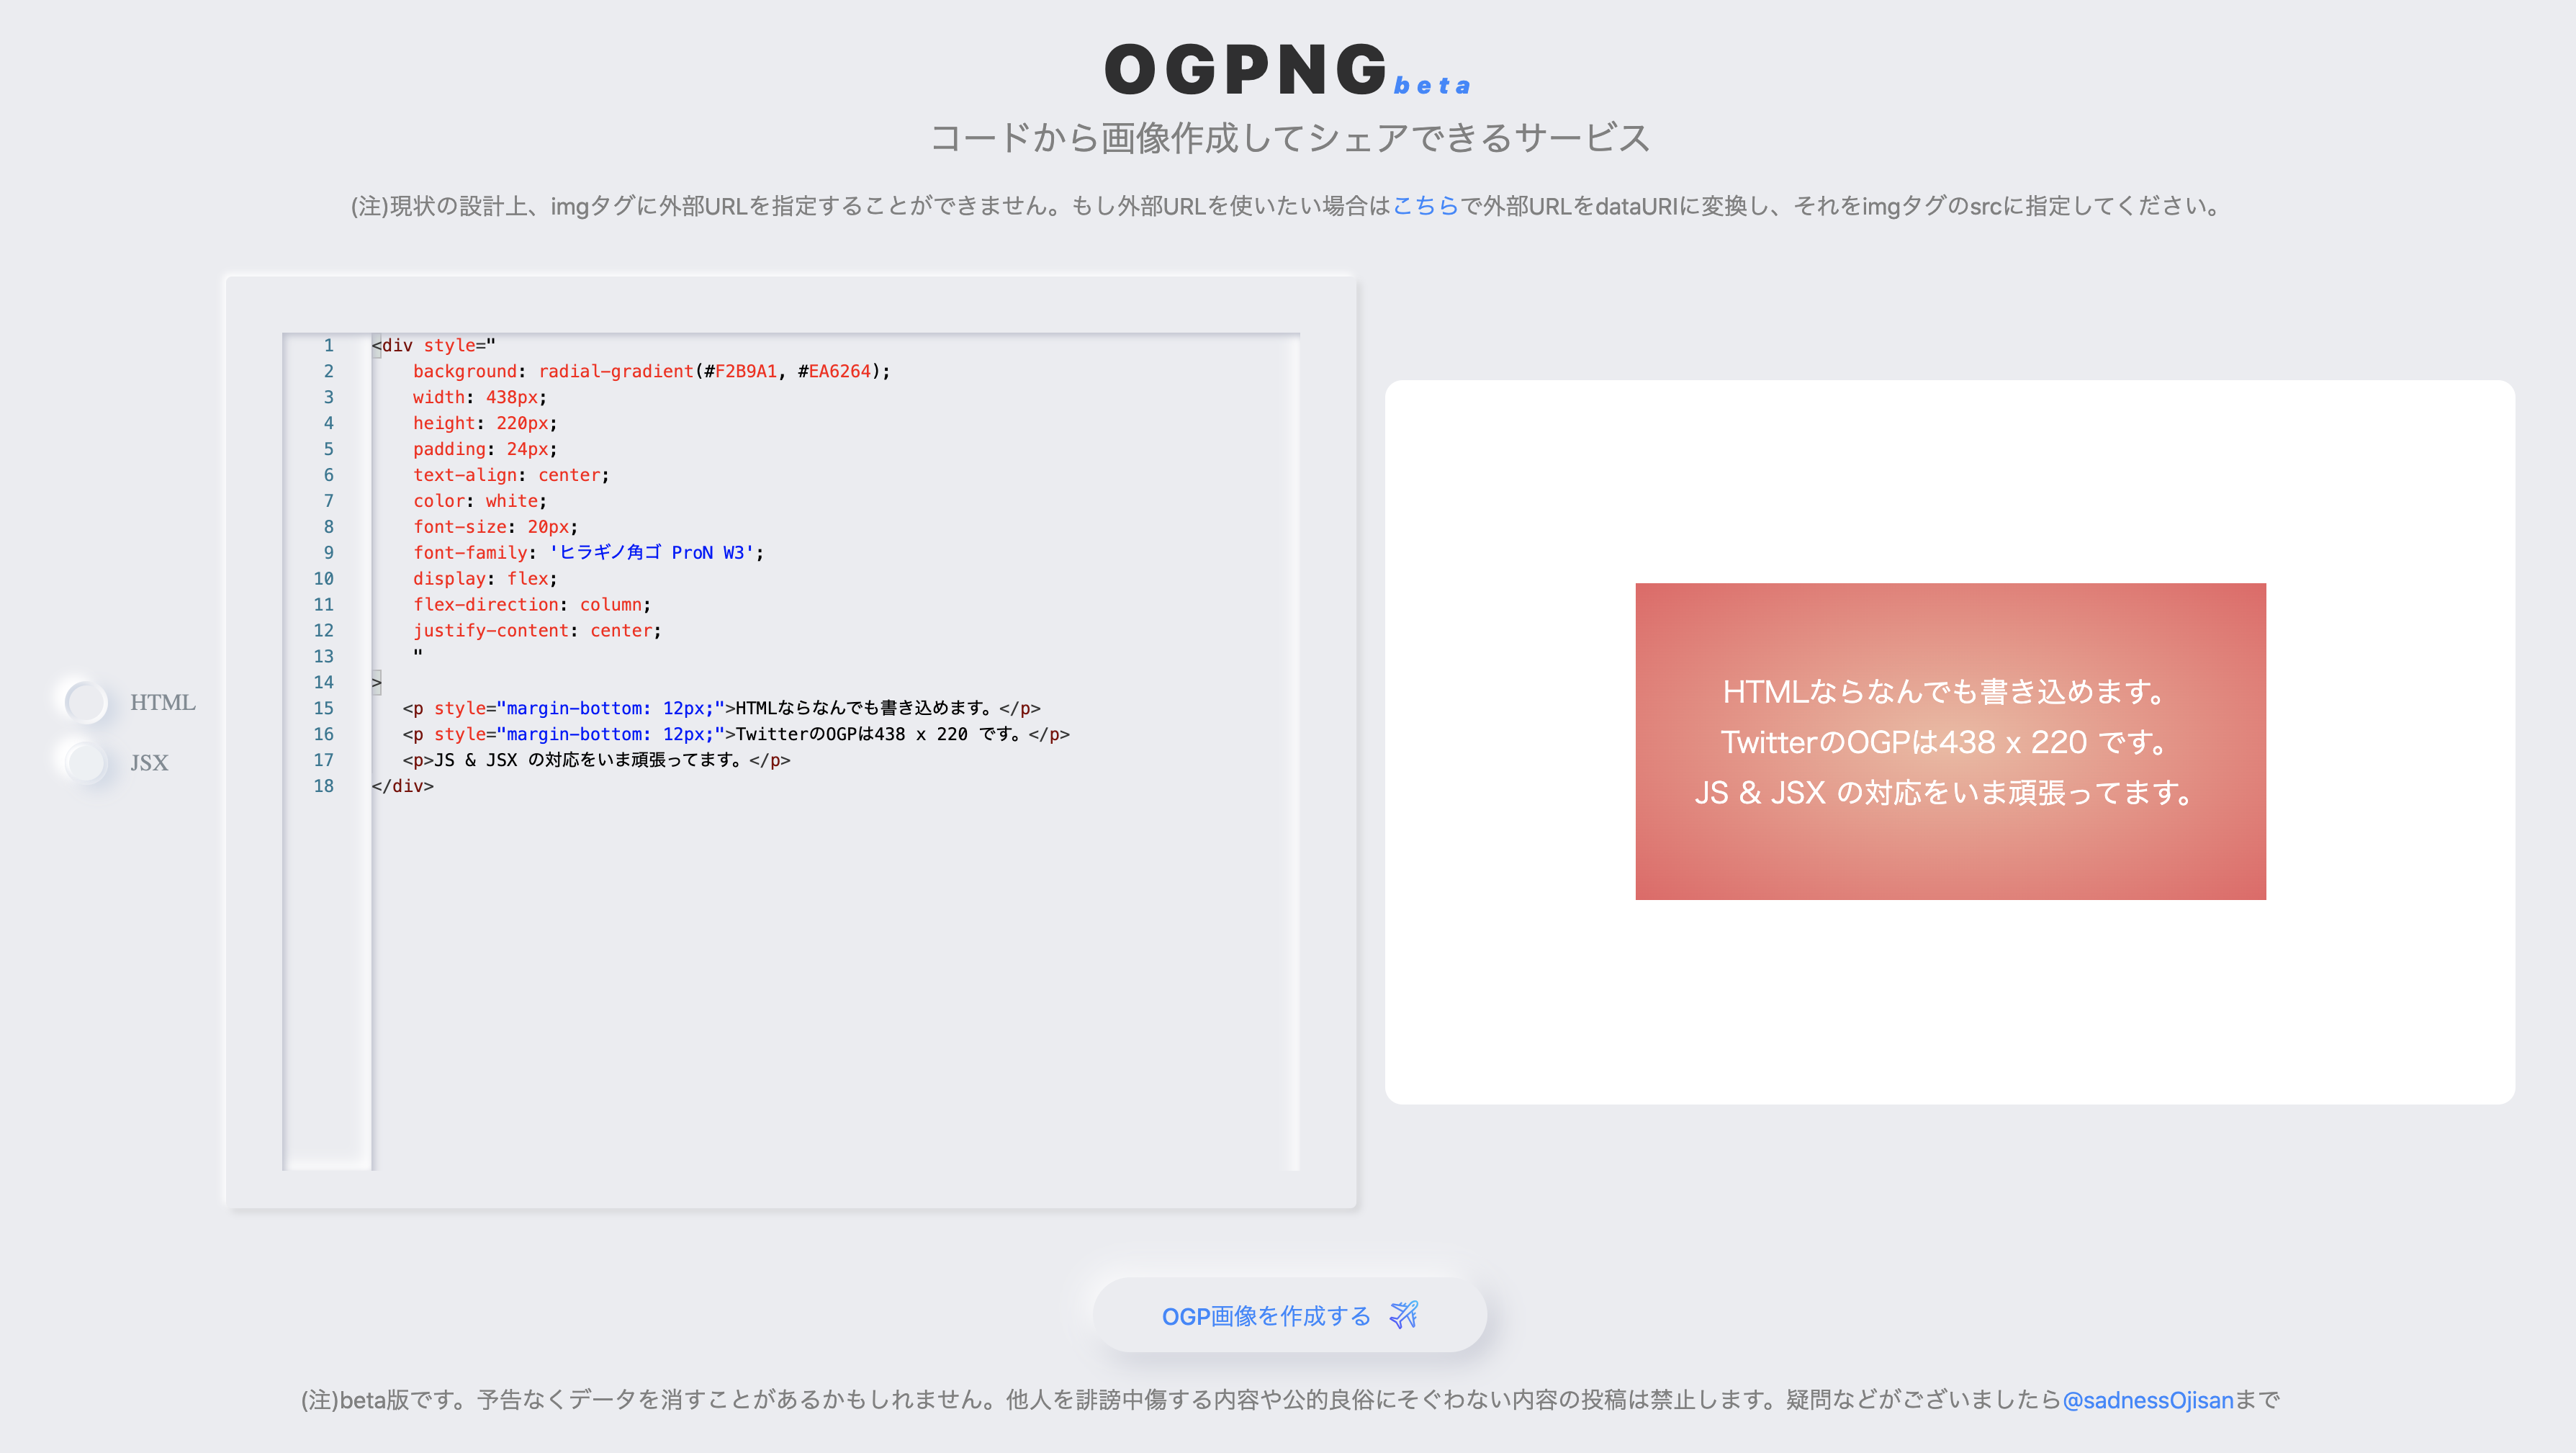 OGPNG beta
コードから画像作成してシェアできるサービス
(注)現状の設計上、imgタグに外部URLを指定することができません。もし外部URLを使いたい場合はこちらで外部URLをdataURIに変換し、それをimgタグのsrcに指定してください。
HTML
JSX
1 <div style="
2 background: radial-gradient(#F2B9A1, #EA6264);
3 width: 438px;
4 height: 220px;
5 padding: 24px;
6 text-align: center;
7 color: white;
8 font-size: 20px;
9 font-family: 'ヒラギノ角ゴ ProN W3';
10 display: flex;
11 flex-direction: column;
12 justify-content: center;
13 "
14 >
15 <p style="margin-bottom: 12px;">HTMLならなんでも書き込めます。</p>
16 <p style="margin-bottom: 12px;">TwitterのOGPは438 x 220 です。</p>
17 <p>JS & JSX の対応をいま頑張ってます。</p>
18 </div>
HTMLならなんでも書き込めます。
TwitterのOGPは438 x 220 です。
JS & JSX の対応をいま頑張ってます。
OGP画像を作成する
(注)beta版です。予告なくデータを消すことがあるかもしれません。他人を誹謗中傷する内容や公的良俗にそぐわない内容の投稿は禁止します。疑問などがございましたら@sadnessOjisanまで